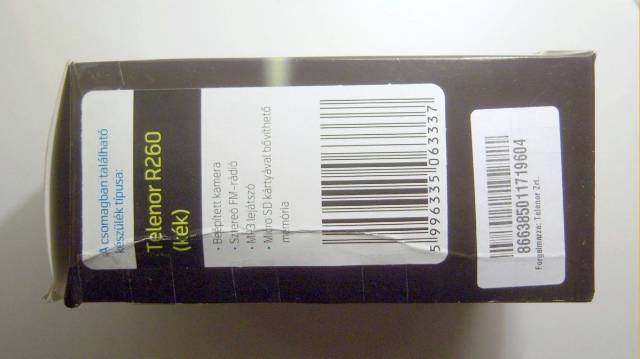 A csomagban található
készülék típusa:
Telenor R260
(kék)
• Beépített kamera
• Sztereó FM-rádió
• MP3 lejátszó
• Micro SD kártyával bővíthető
memória
5996335063337
866385011719604
Forgalmazza: Telenor Zrt.